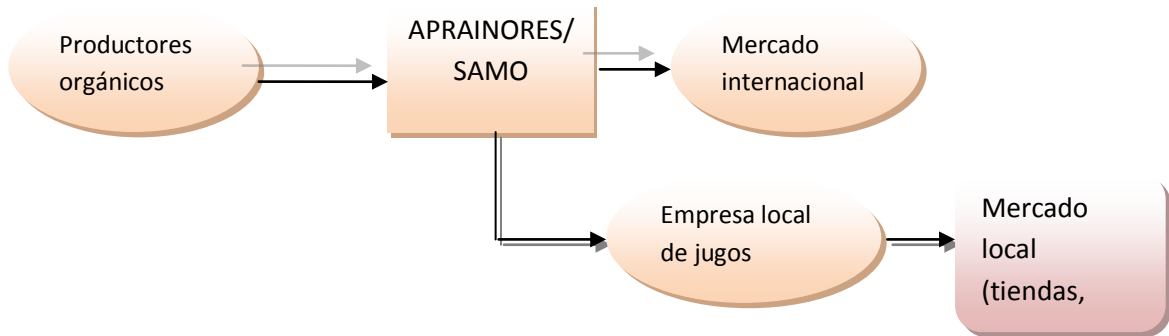 Productores
orgánicos
APRAINORES/
SAMO
Mercado
internacional
Empresa local
de jugos
Mercado
local
(tiendas,